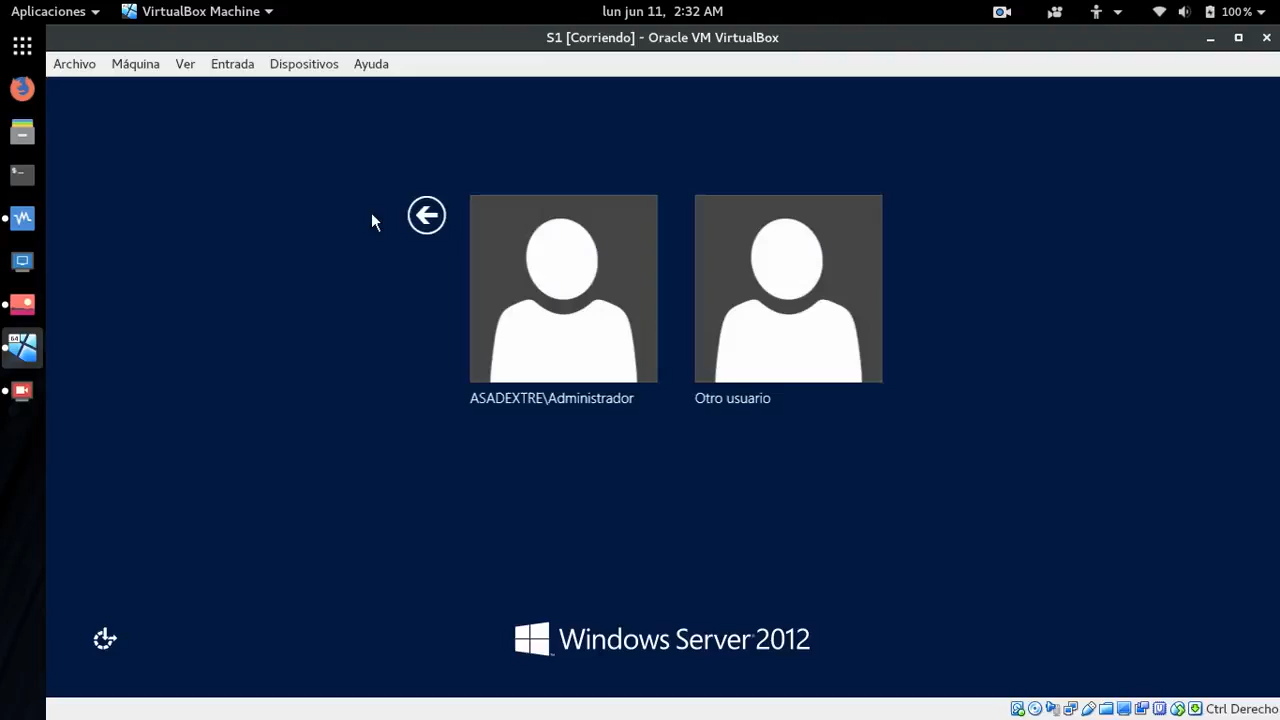 Aplicaciones
VirtualBox Machine
lun jun 11, 2:32 AM
100%
S1 [Corriendo] - Oracle VM VirtualBox
Archivo Máquina Ver Entrada Dispositivos Ayuda
ASADEXTRE\Administrador
Otro usuario
Windows Server 2012
Ctrl Derecho